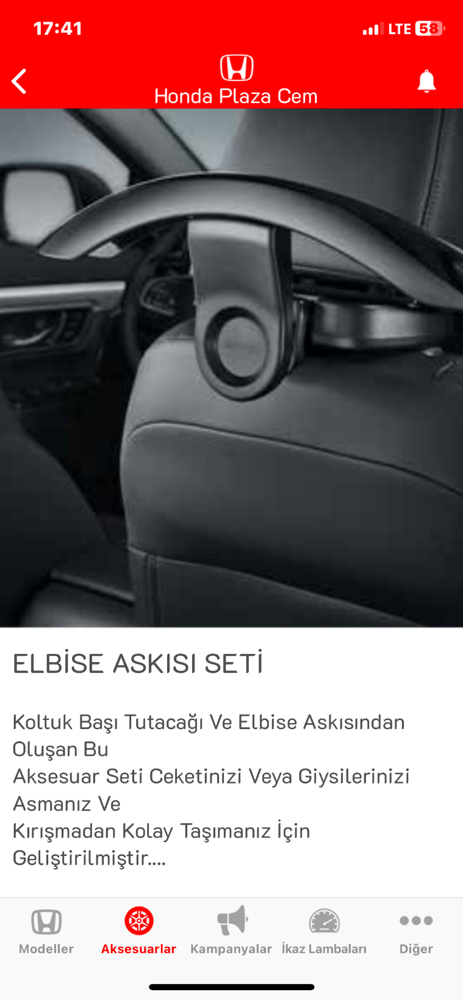 17:41
LTE 58
Honda Plaza Cem
ELBİSE ASKISI SETİ
Koltuk Başı Tutacağı Ve Elbise Askısından
Oluşan Bu
Aksesuar Seti Ceketinizi Veya Giysilerinizi
Asmanız Ve
Kırışmadan Kolay Taşımanız İçin
Geliştirilmiştir....
Modeller Aksesuarlar Kampanyalar İkaz Lambaları Diğer